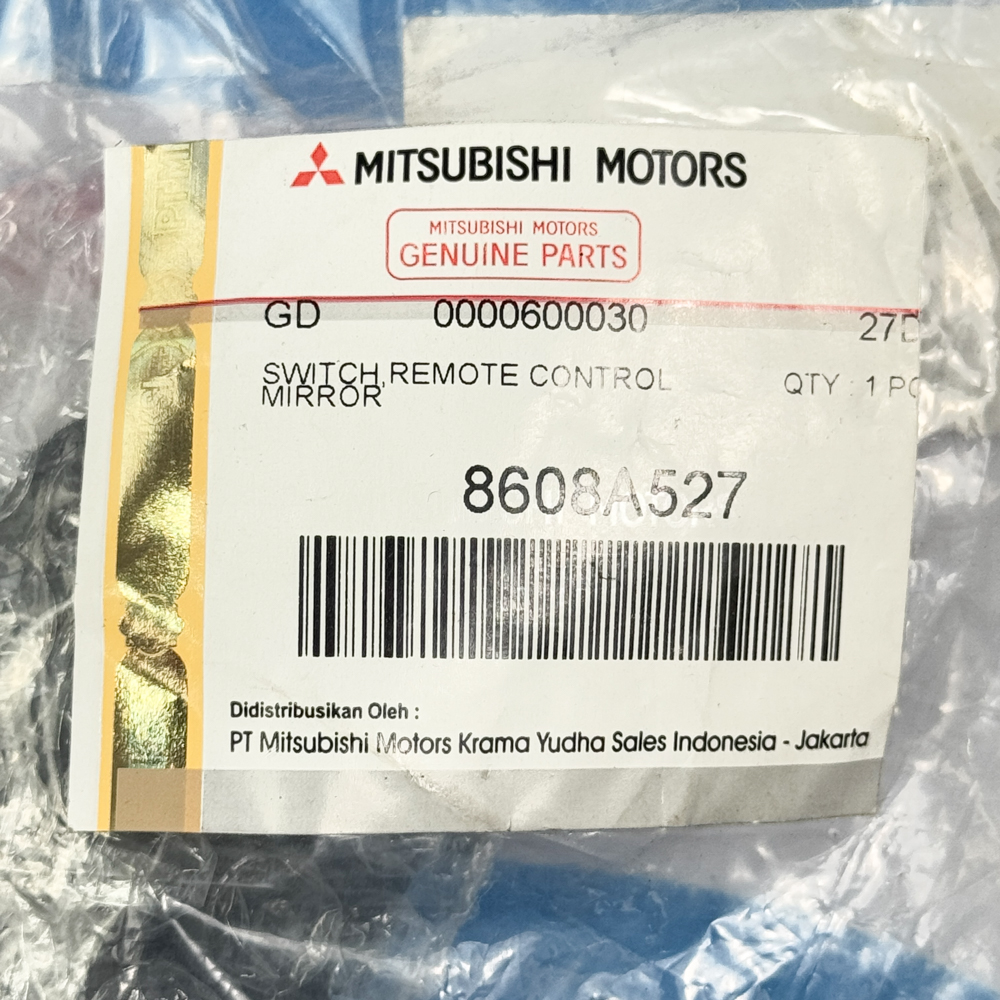 MITSUBISHI MOTORS
MITSUBISHI MOTORS
GENUINE PARTS
GD 0000600030 27D
SWITCH,REMOTE CONTROL QTY : 1 PC
MIRROR
8608A527
Didistribusikan Oleh :
PT Mitsubishi Motors Krama Yudha Sales Indonesia - Jakarta